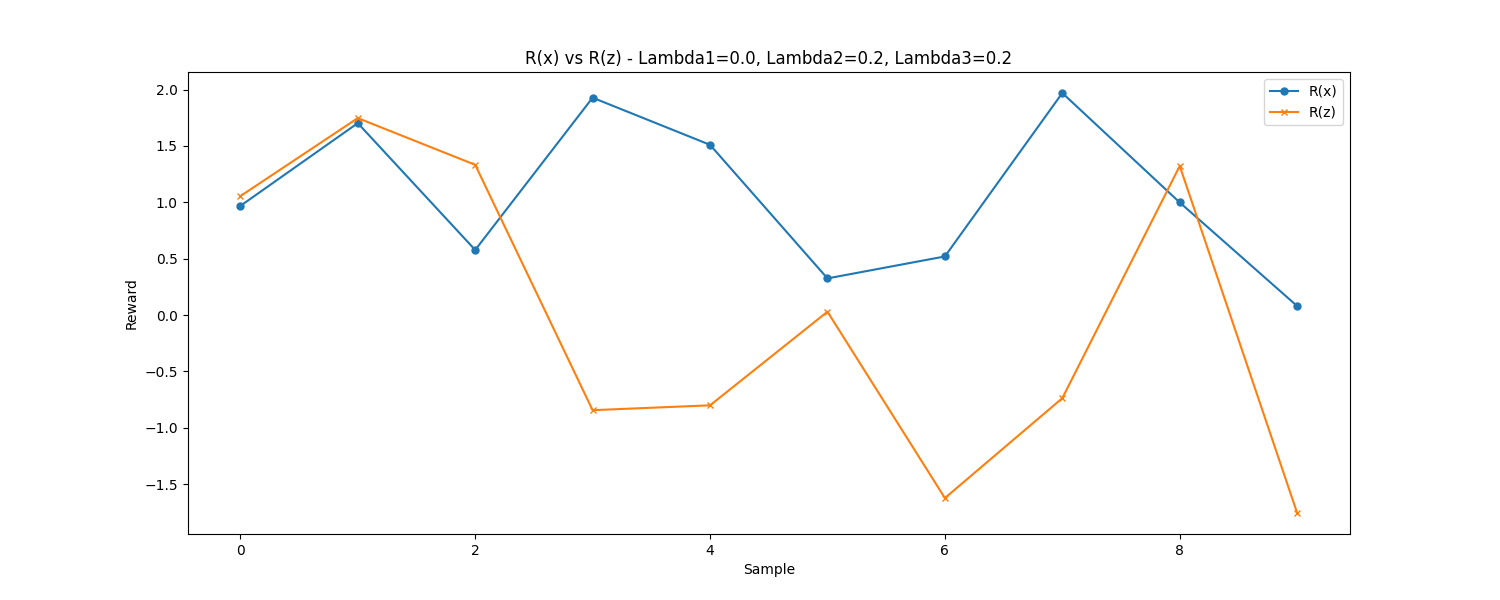 R(x) vs R(z) - Lambda1=0.0, Lambda2=0.2, Lambda3=0.2
R(x)
R(z)
Reward
2.0
1.5
1.0
0.5
0.0
−0.5
−1.0
−1.5
0 2 4 6 8
Sample